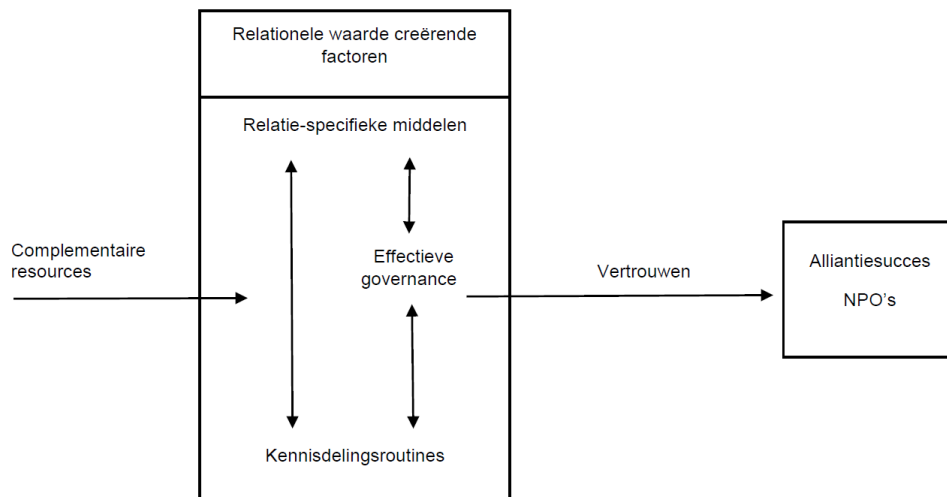 Relationele waarde creërende
factoren
Relatie-specifieke middelen
Complementaire
resources
Effectieve
governance
Vertrouwen
Alliantiesucces
NPO's
Kennisdelingsroutines